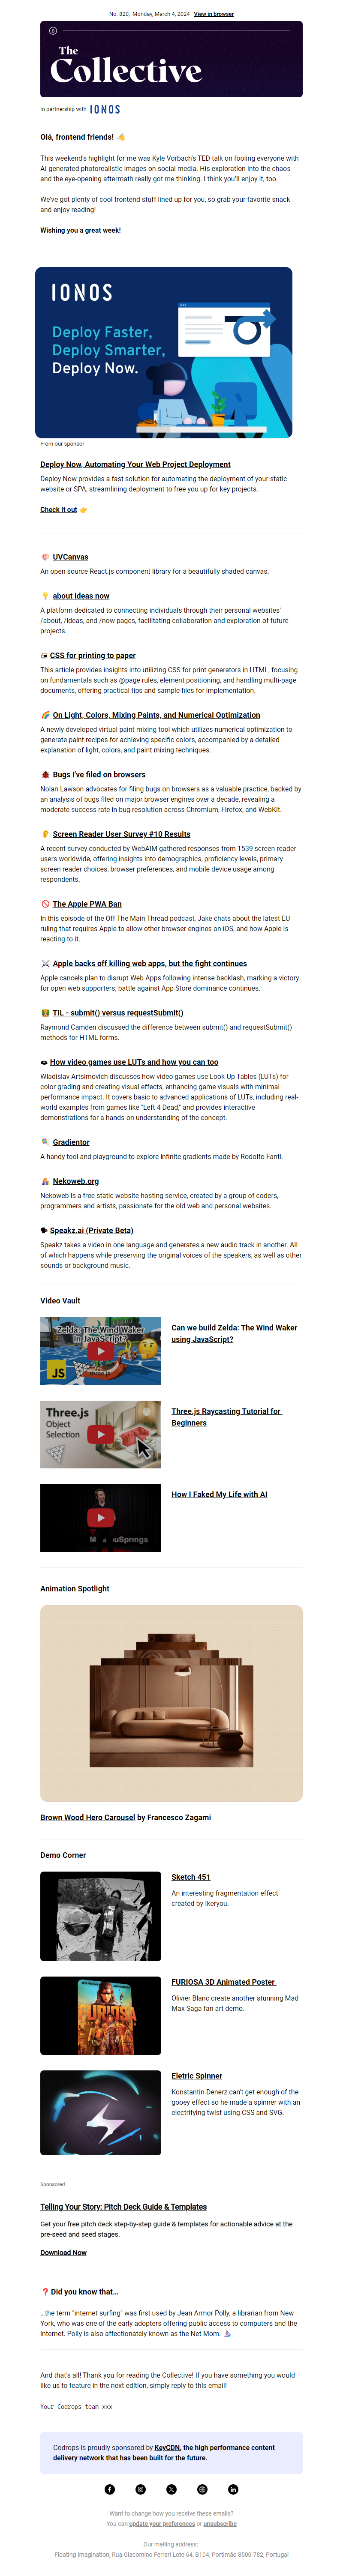 No. 820, Monday, March 4, 2024 View in browser
The
Collective
In partnership with IONOS
Olá, frontend friends! 👋
This weekend's highlight for me was Kyle Vorbach's TED talk on fooling everyone with
AI-generated photorealistic images on social media. His exploration into the chaos
and the eye-opening aftermath really got me thinking. I think you'll enjoy it, too.
We've got plenty of cool frontend stuff lined up for you, so grab your favorite snack
and enjoy reading!
Wishing you a great week!
IONOS
Deploy Faster,
Deploy Smarter,
Deploy Now.
From our sponsor
Deploy Now. Automating Your Web Project Deployment
Deploy Now provides a fast solution for automating the deployment of your static
website or SPA, streamlining deployment to free you up for key projects.
Check it out 👉
UVCanvas
An open source React.js component library for a beautifully shaded canvas.
💡 about ideas now
A platform dedicated to connecting individuals through their personal websites'
/about, /ideas, and /now pages, facilitating collaboration and exploration of future
projects.
CSS for printing to paper
This article provides insights into utilizing CSS for print generators in HTML, focusing
on fundamentals such as @page rules, element positioning, and handling multi-page
documents, offering practical tips and sample files for implementation.
🌈 On Light, Colors, Mixing Paints, and Numerical Optimization
A newly developed virtual paint mixing tool which utilizes numerical optimization to
generate paint recipes for achieving specific colors, accompanied by a detailed
explanation of light, colors, and paint mixing techniques.
🐞 Bugs I've filed on browsers
Nolan Lawson advocates for filing bugs on browsers as a valuable practice, backed by
an analysis of bugs filed on major browser engines over a decade, revealing a
moderate success rate in bug resolution across Chromium, Firefox, and WebKit.
👂 Screen Reader User Survey #10 Results
A recent survey conducted by WebAIM gathered responses from 1539 screen reader
users worldwide, offering insights into demographics, proficiency levels, primary
screen reader choices, browser preferences, and mobile device usage among
respondents.
🚫 The Apple PWA Ban
In this episode of the Off The Main Thread podcast, Jake chats about the latest EU
ruling that requires Apple to allow other browser engines on iOS, and how Apple is
reacting to it.
⚔️ Apple backs off killing web apps, but the fight continues
Apple cancels plan to disrupt Web Apps following intense backlash, marking a victory
for open web supporters; battle against App Store dominance continues.
TIL - submit() versus requestSubmit()
Raymond Camden discussed the difference between submit() and requestSubmit()
methods for HTML forms.
How video games use LUTs and how you can too
Wladislav Artsimovich discusses how video games use Look-Up Tables (LUTs) for
color grading and creating visual effects, enhancing game visuals with minimal
performance impact. It covers basic to advanced applications of LUTs, including real-
world examples from games like "Left 4 Dead," and provides interactive
demonstrations for a hands-on understanding of the concept.
Gradientor
A handy tool and playground to explore infinite gradients made by Rodolfo Fanti.
Nekoweb.org
Nekoweb is a free static website hosting service, created by a group of coders,
programmers and artists, passionate for the old web and personal websites.
🗣 Speakz.ai (Private Beta)
Speakz takes a video in one language and generates a new audio track in another. All
of which happens while preserving the original voices of the speakers, as well as other
sounds or background music.
Video Vault
Zelda: The Wind Waker
in JavaScript?
JS
three.js
Can we build Zelda: The Wind Waker
using JavaScript?
Three.js
Object
Selection
Three.js Raycasting Tutorial for
Beginners
How I Faked My Life with AI
Animation Spotlight
Brown Wood Hero Carousel by Francesco Zagami
Demo Corner
Sketch 451
An interesting fragmentation effect
created by Ikeryou.
FURIOSA 3D Animated Poster
Olivier Blanc create another stunning Mad
Max Saga fan art demo.
Eletric Spinner
Konstantin Denerz can't get enough of the
gooey effect so he made a spinner with an
electrifying twist using CSS and SVG.
Sponsored
Telling Your Story: Pitch Deck Guide & Templates
Get your free pitch deck step-by-step guide & templates for actionable advice at the
pre-seed and seed stages.
Download Now
❓ Did you know that…
...the term "internet surfing" was first used by Jean Armor Polly, a librarian from New
York, who was one of the early adopters offering public access to computers and the
internet. Polly is also affectionately known as the Net Mom.
And that's all! Thank you for reading the Collective! If you have something you would
like us to feature in the next edition, simply reply to this email!
Your Codrops team xxx
Codrops is proudly sponsored by KeyCDN, the high performance content
delivery network that has been built for the future.
Want to change how you receive these emails?
You can update your preferences or unsubscribe
Our mailing address:
Floating Imagination, Rua Giacomino Ferrari Lote 64, B104, Portimão 8500-782, Portugal